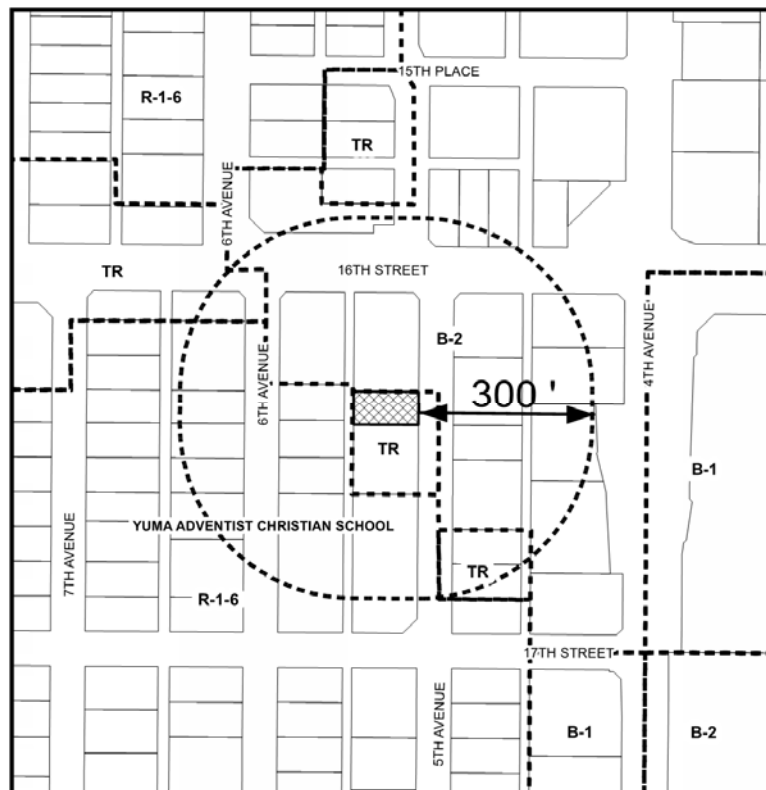 15TH PLACE
R-1-6
TR
6TH AVENUE
16TH STREET
TR
4TH AVENUE
B-2
6TH AVENUE
300 '
TR
B-1
YUMA ADVENTIST CHRISTIAN SCHOOL
7TH AVENUE
TR
R-1-6
17TH STREET
5TH AVENUE
B-1
B-2